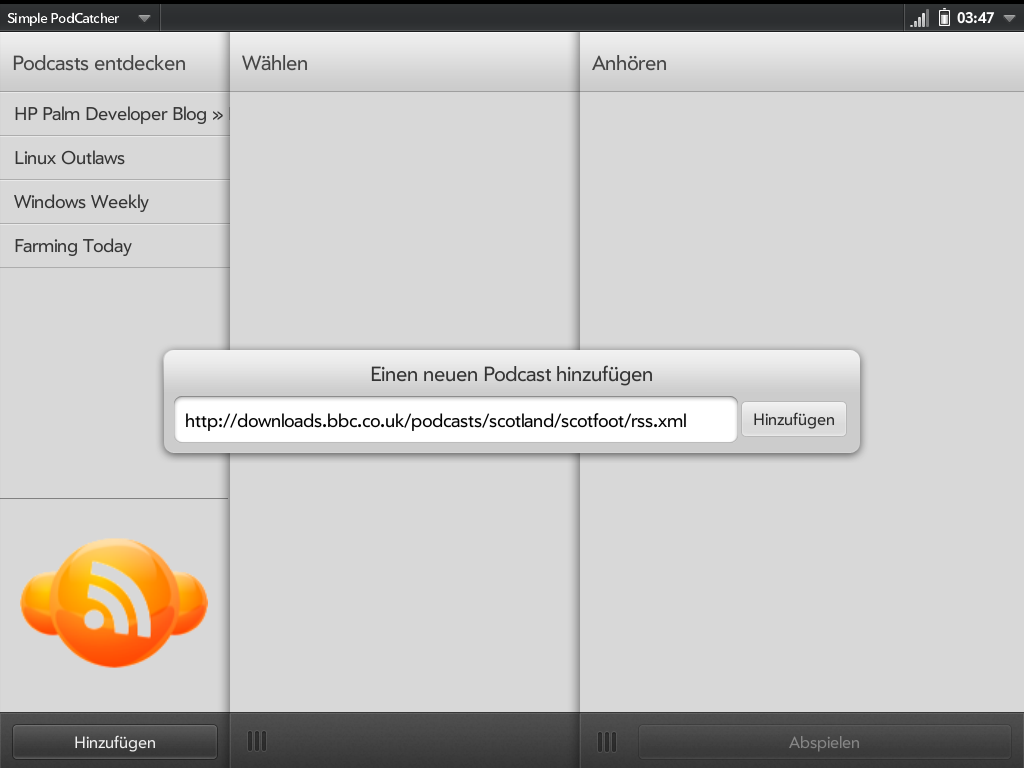 Simple PodCatcher
03:47
Podcasts entdecken
Wählen
Anhören
HP Palm Developer Blog »
Linux Outlaws
Windows Weekly
Farming Today
Einen neuen Podcast hinzufügen
http://downloads.bbc.co.uk/podcasts/scotland/scotfoot/rss.xml
Hinzufügen
Hinzufügen
Abspielen